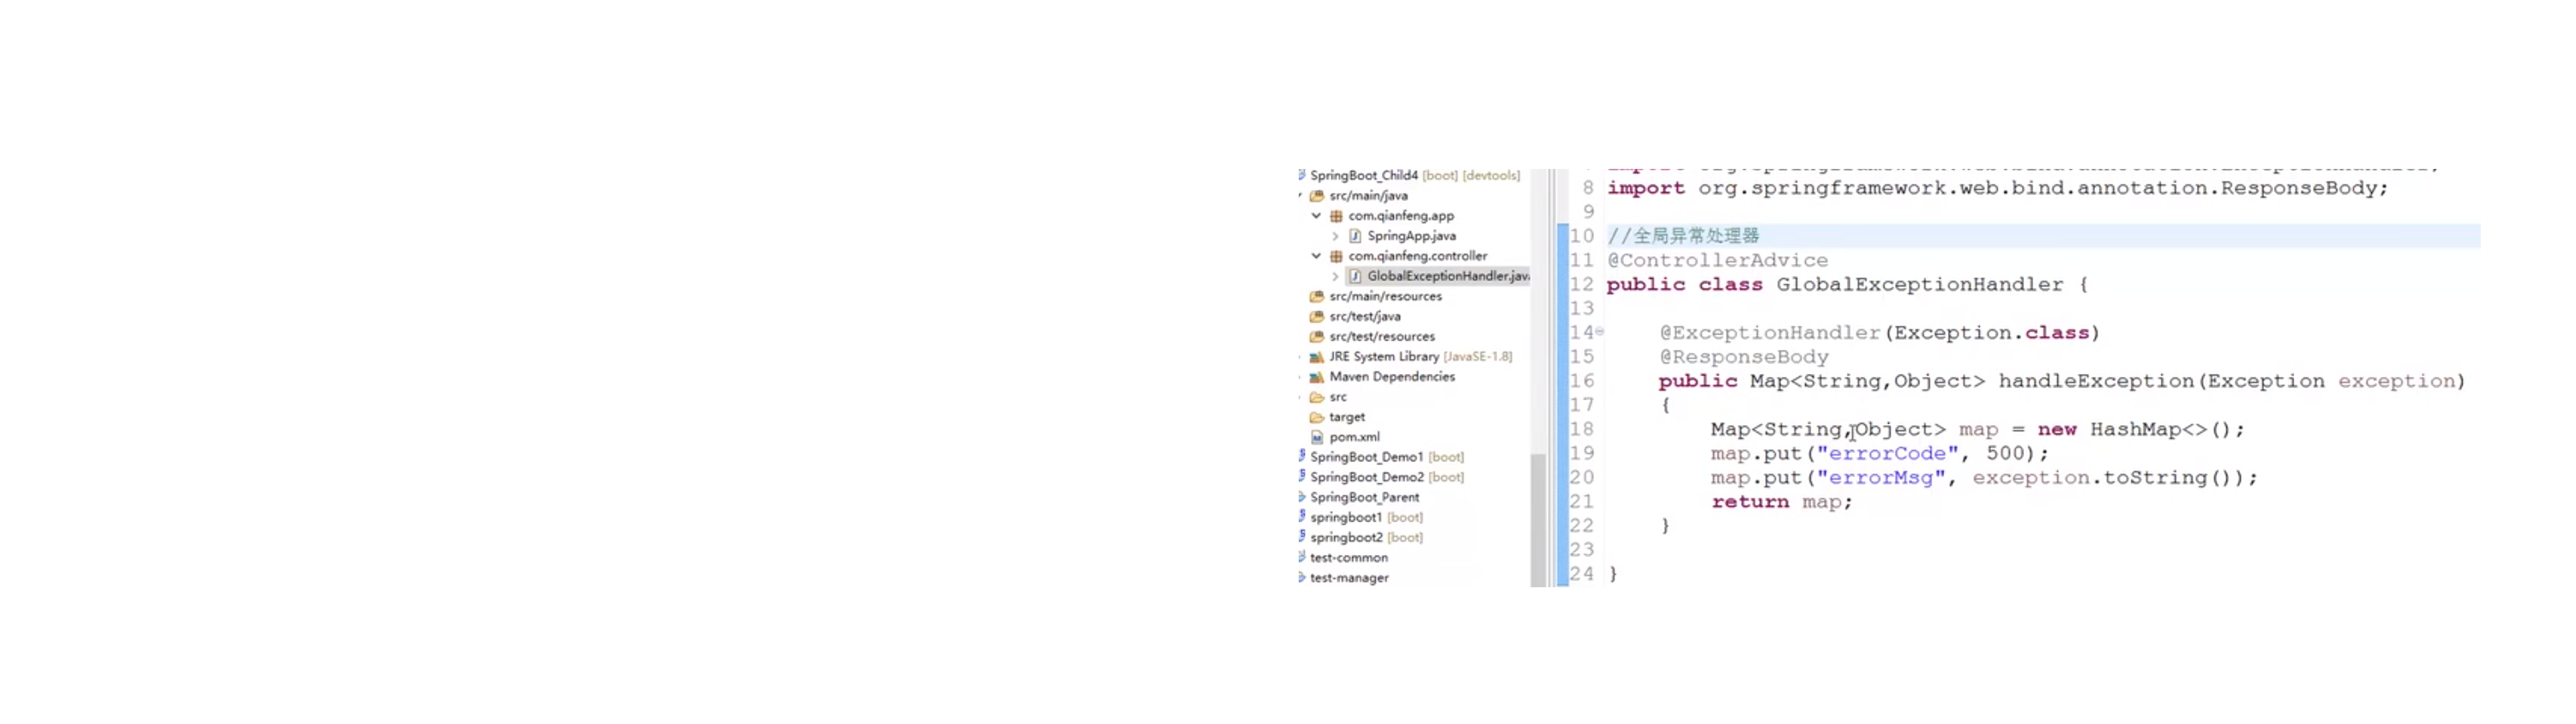 SpringBoot_Child4 [boot] [devtools]
src/main/java
com.qianfeng.app
SpringApp.java
com.qianfeng.controller
GlobalExceptionHandler.jav
src/main/resources
src/test/java
src/test/resources
JRE System Library [JavaSE-1.8]
Maven Dependencies
src
target
pom.xml
SpringBoot_Demo1 [boot]
SpringBoot_Demo2 [boot]
SpringBoot_Parent
springboot1 [boot]
springboot2 [boot]
test-common
test-manager
8 import org.springframework.web.bind.annotation.ResponseBody;
9
10 //全局异常处理器
11 @ControllerAdvice
12 public class GlobalExceptionHandler {
13
14 @ExceptionHandler(Exception.class)
15 @ResponseBody
16 public Map<String,Object> handleException(Exception exception)
17 {
18 Map<String,Object> map = new HashMap<>();
19 map.put("errorCode", 500);
20 map.put("errorMsg", exception.toString());
21 return map;
22 }
23
24 }